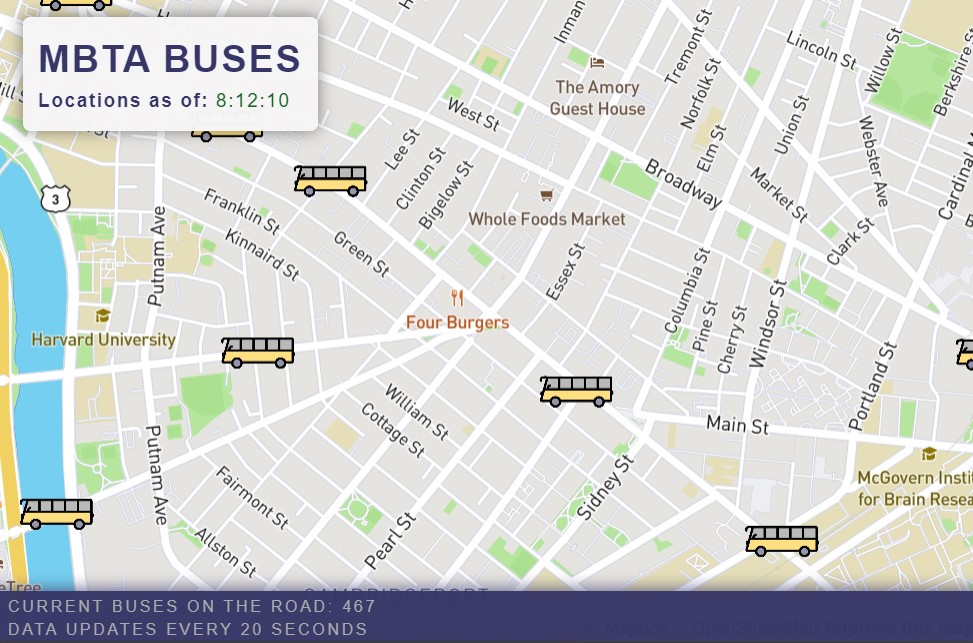 MBTA BUSES
Locations as of: 8:12:10
Inman
Tremont St
Lincoln St
Willow St
Berkshire
The Amory
Guest House
Norfolk St
West St
Lee St
Elm St
Union St
Webster Ave
Clinton St
Bigelow St
Broadway
Market St
Cardinal
3
Franklin St
Whole Foods Market
Putnam Ave
Kinnaird St
Green St
Essex St
Clark St
Columbia St
Harvard University
Four Burgers
Pine St
Cherry St
Windsor St
Portland St
William St
Cottage St
Main St
Putnam Ave
Fairmont St
Sidney St
McGovern Instit
for Brain Resea
Allston St
Pearl St
eTree
CAMBRIDGEPORT
CURRENT BUSES ON THE ROAD: 467
DATA UPDATES EVERY 20 SECONDS
© Mapbox © OpenStreetMap Improve this map